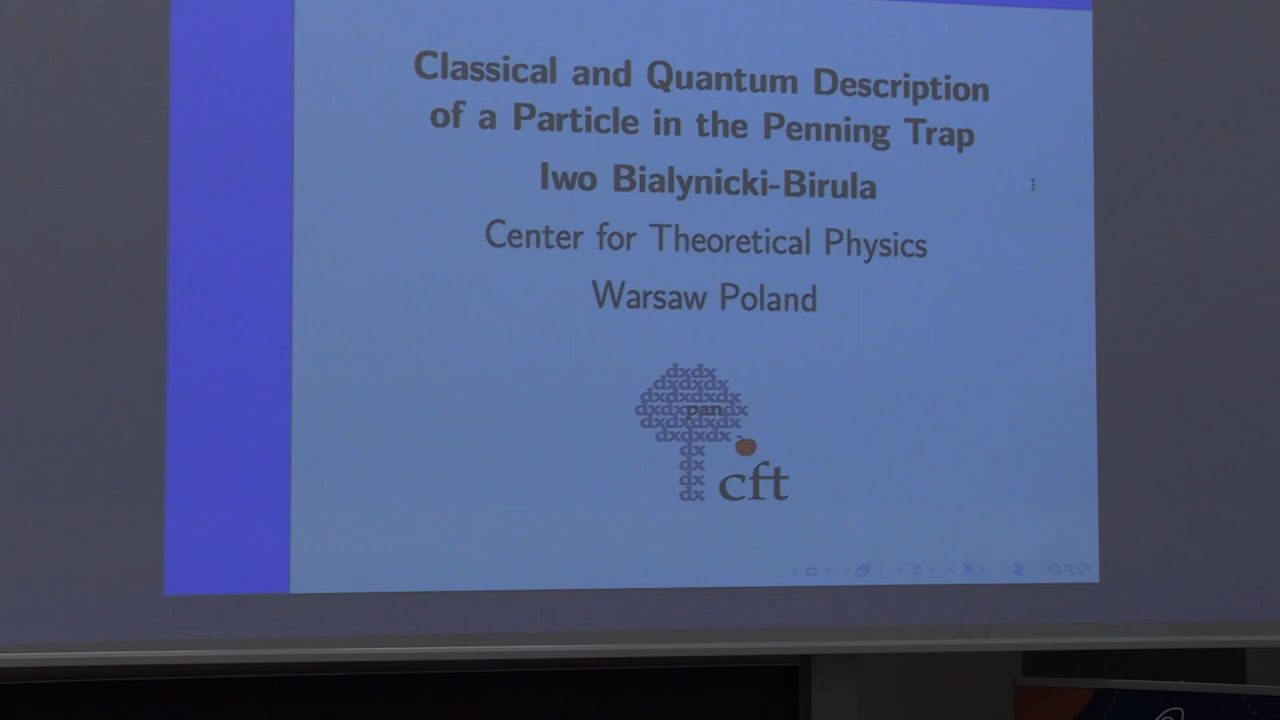 Classical and Quantum Description
of a Particle in the Penning Trap
Iwo Bialynicki-Birula
Center for Theoretical Physics
Warsaw Poland
dxdx
dxdxdx
dxdxdxdx
dxdxpandx
dxdxdxdx
dxdxdx
dx
dx
dx
dx
cft